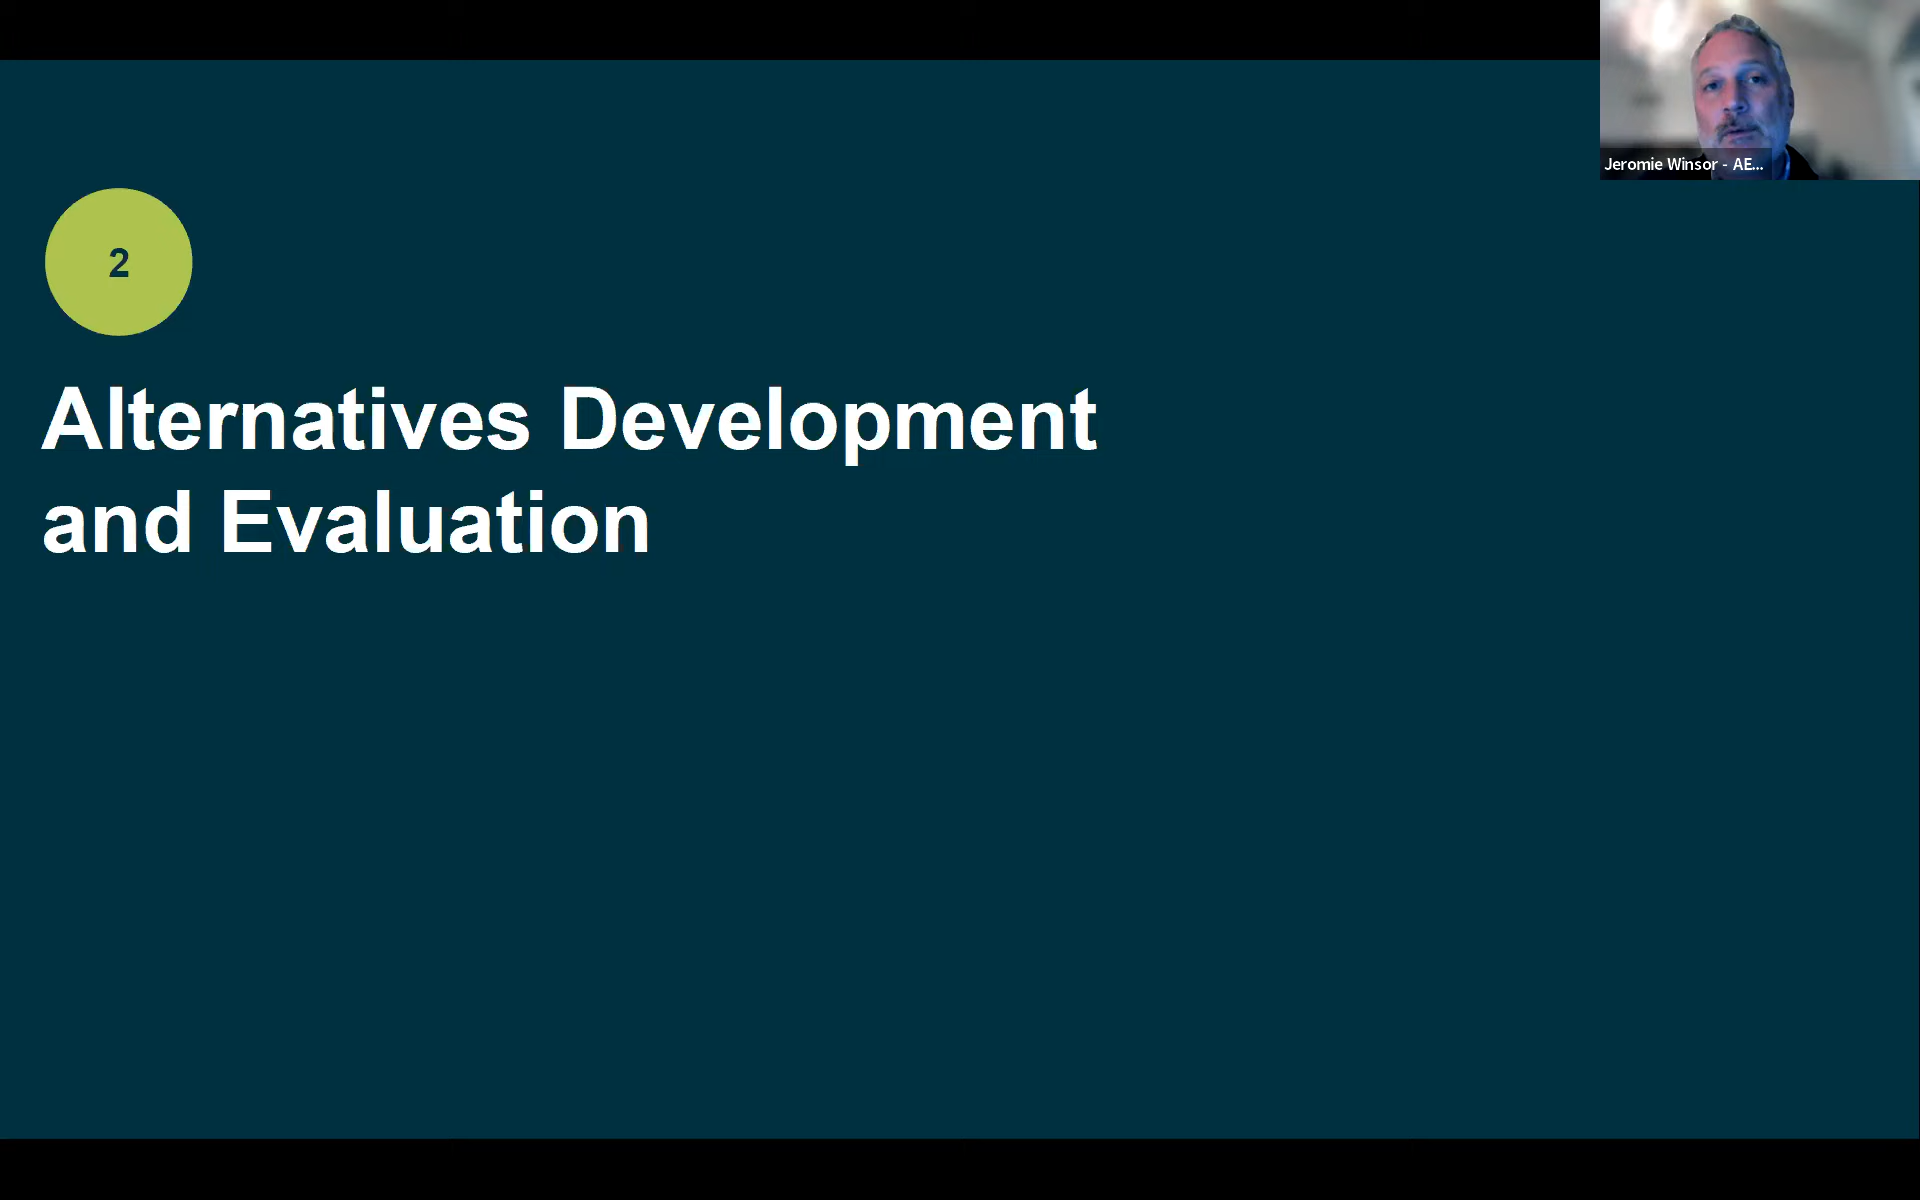 Jeromie Winsor - AE...
2
Alternatives Development
and Evaluation